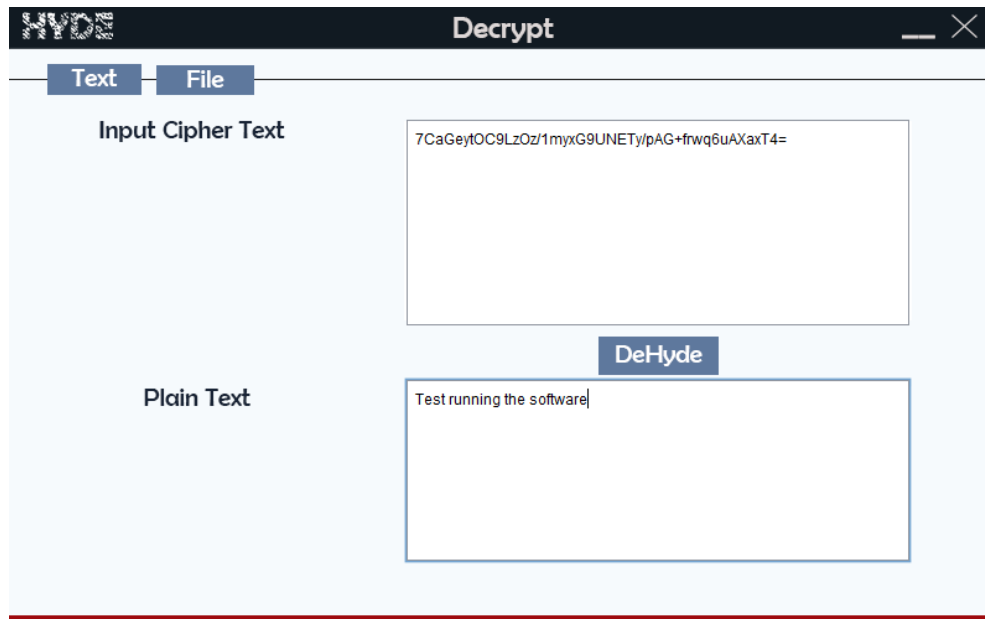 HYDE
Decrypt
Text
File
Input Cipher Text
7CaGeytOC9LzOz/1myxG9UNETy/pAG+frwq6uAXaxT4=
DeHyde
Plain Text
Test running the software